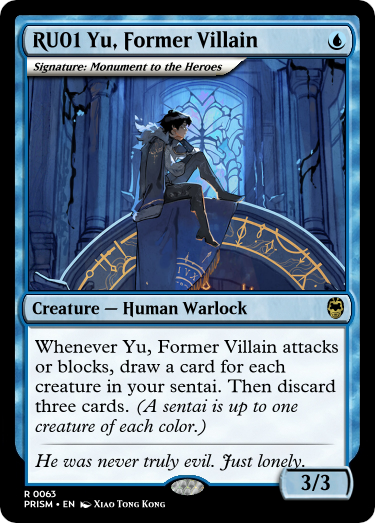 RU01 Yu, Former Villain
Signature: Monument to the Heroes
Creature — Human Warlock
Whenever Yu, Former Villain attacks
or blocks, draw a card for each
creature in your sentai. Then discard
three cards. (A sentai is up to one
creature of each color.)
He was never truly evil. Just lonely.
3/3
R 0063
PRISM • EN Xiao Tong Kong